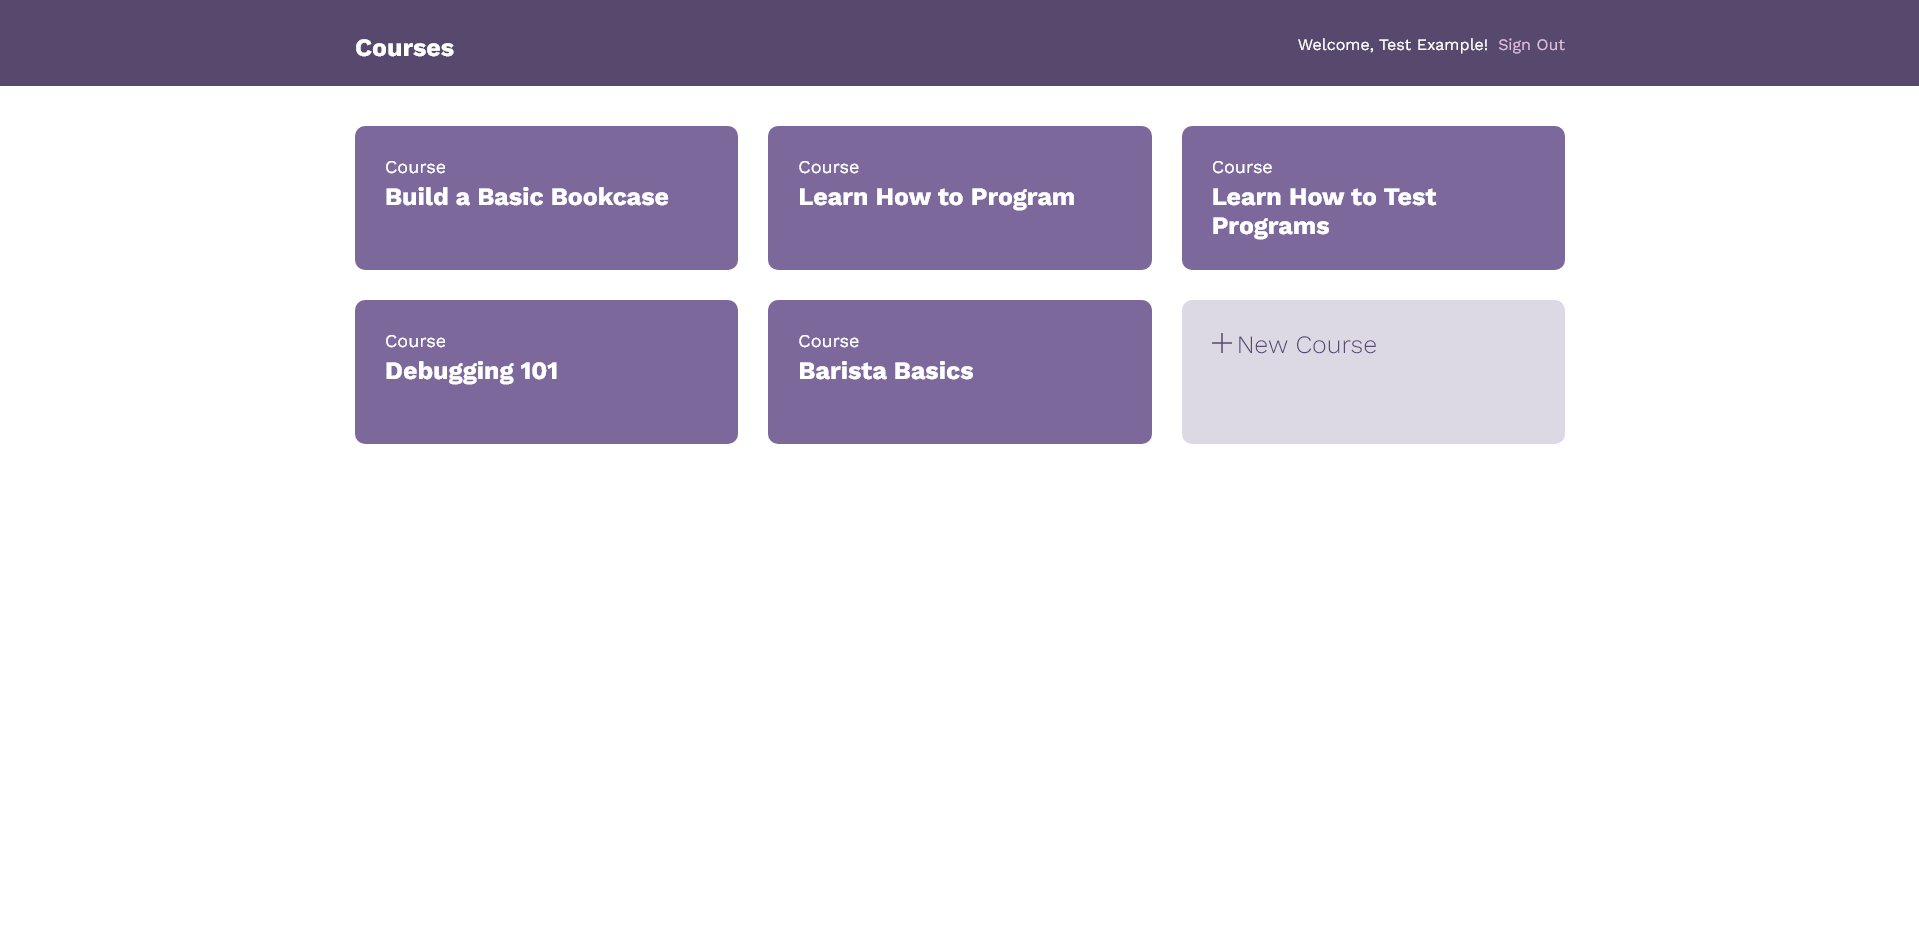 Courses
Welcome, Test Example! Sign Out
Course
Build a Basic Bookcase
Course
Learn How to Program
Course
Learn How to Test
Programs
Course
Debugging 101
Course
Barista Basics
New Course